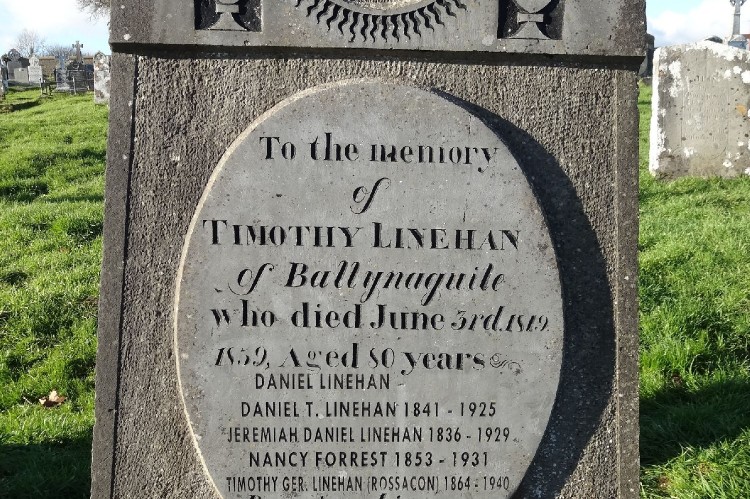 To the memory
of
TIMOTHY LINEHAN
of Ballynaguile
who died June 3rd. 1849.
1859, Aged 80 years
DANIEL LINEHAN -
DANIEL T. LINEHAN 1841 - 1925
JEREMIAH DANIEL LINEHAN 1836 - 1929
NANCY FORREST 1853 - 1931
TIMOTHY GER. LINEHAN (ROSSACON) 1864 - 1940